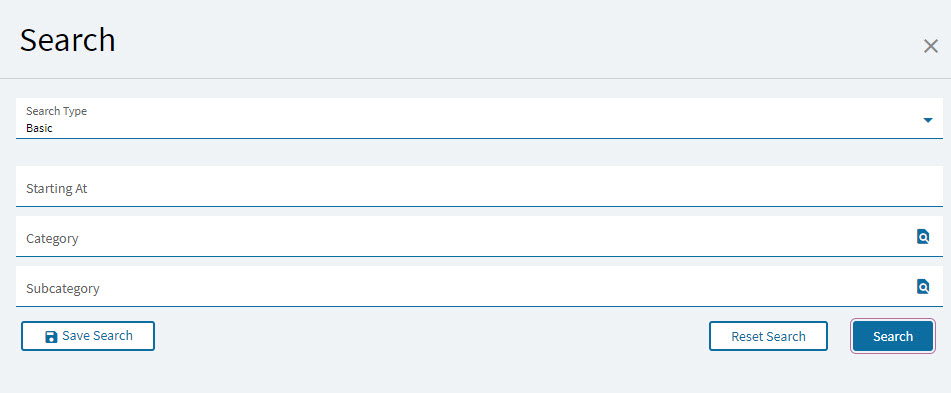 Search
Search Type
Basic
Starting At
Category
Subcategory
Save Search
Reset Search
Search